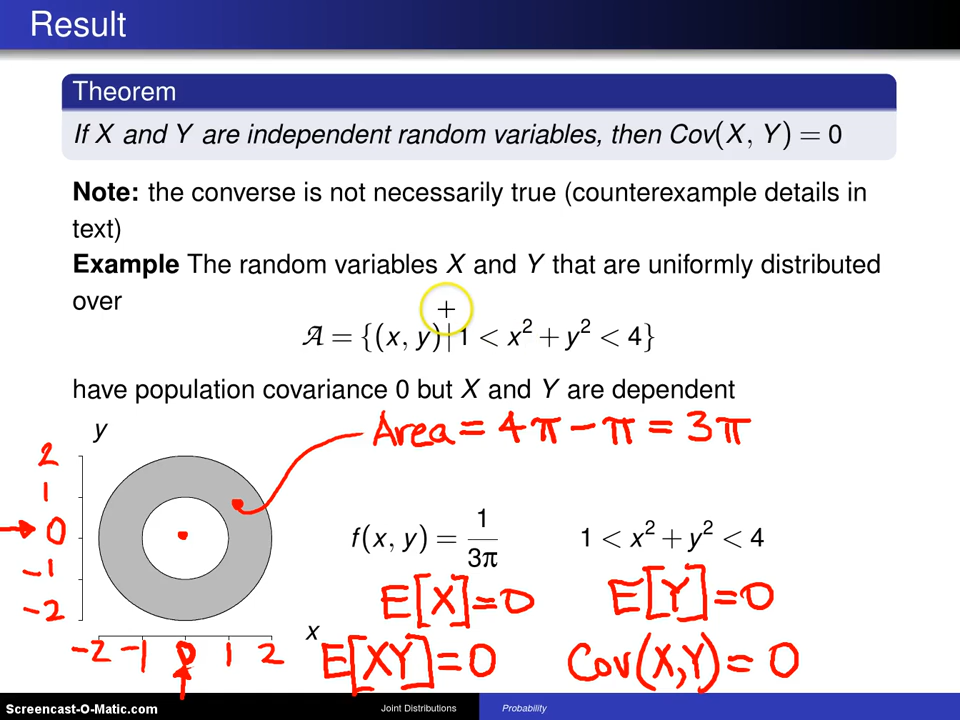 Result
Theorem
If X and Y are independent random variables, then Cov(X, Y) = 0
Note: the converse is not necessarily true (counterexample details in
text)
Example The random variables X and Y that are uniformly distributed
over
𝒜 = {(x, y)|1 < x² + y² < 4}
have population covariance 0 but X and Y are dependent
y
Area = 4π − π = 3π
2
1
0
-1
-2
f(x, y) = 1/3π 1 < x² + y² < 4
E[X]=0 E[Y]=0
x
-2 -1 0 1 2
E[XY]=0 Cov(X,Y)=0
Screencast-O-Matic.com Joint Distributions Probability